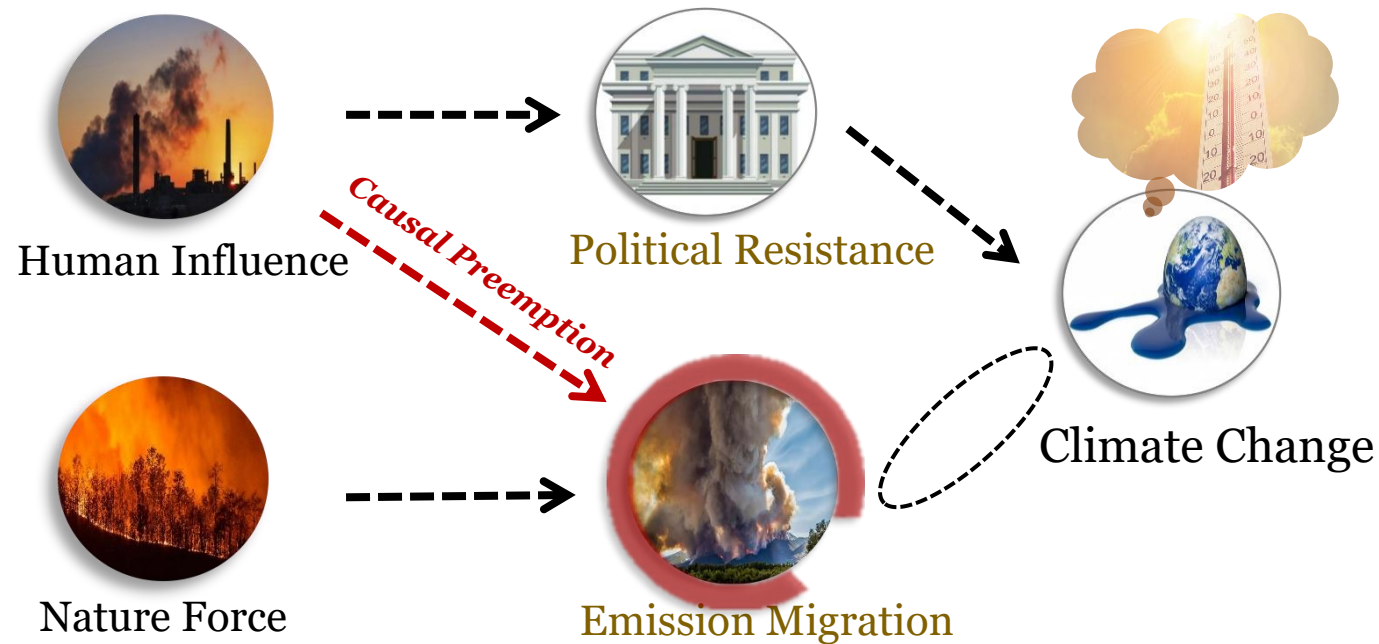 Human Influence
Causal Preemption
Political Resistance
Climate Change
Nature Force
Emission Migration